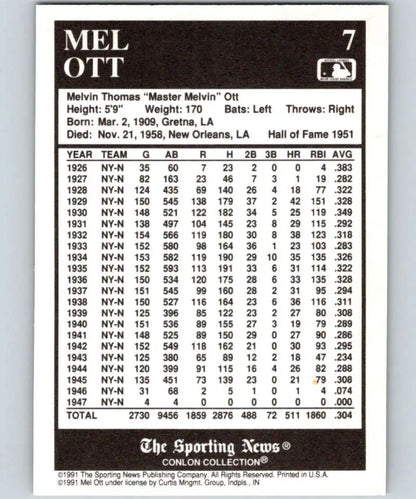 MEL 7
OTT
Melvin Thomas "Master Melvin" Ott
Height: 5'9" Weight: 170 Bats: Left Throws: Right
Born: Mar. 2, 1909, Gretna, LA
Died: Nov. 21, 1958, New Orleans, LA Hall of Fame 1951
YEAR TEAM G AB R H 2B 3B HR RBI AVG
1926 NY-N 35 60 7 23 2 0 0 4 .383
1927 NY-N 82 163 23 46 7 3 1 19 .282
1928 NY-N 124 435 69 140 26 4 18 77 .322
1929 NY-N 150 545 138 179 37 2 42 151 .328
1930 NY-N 148 521 122 182 34 5 25 119 .349
1931 NY-N 138 497 104 145 23 8 29 115 .292
1932 NY-N 154 566 119 180 30 8 38 123 .318
1933 NY-N 152 580 98 164 36 1 23 103 .283
1934 NY-N 153 582 119 190 29 10 35 135 .326
1935 NY-N 152 593 113 191 33 6 31 114 .322
1936 NY-N 150 534 120 175 28 6 33 135 .328
1937 NY-N 151 545 99 160 28 2 31 95 .294
1938 NY-N 150 527 116 164 23 6 36 116 .311
1939 NY-N 125 396 85 122 23 2 27 80 .308
1940 NY-N 151 536 89 155 27 3 19 79 .289
1941 NY-N 148 525 89 150 29 0 27 90 .286
1942 NY-N 152 549 118 162 21 0 30 93 .295
1943 NY-N 125 380 65 89 12 2 18 47 .234
1944 NY-N 120 399 91 115 16 4 26 82 .288
1945 NY-N 135 451 73 139 23 0 21 79 .308
1946 NY-N 31 68 2 5 1 0 1 4 .074
1947 NY-N 4 4 0 0 0 0 0 0 .000
TOTAL 2730 9456 1859 2876 488 72 511 1860 .304
The Sporting News®
CONLON COLLECTION®
©1991 The Sporting News Publishing Company. All Rights Reserved. Printed in U.S.A.
©1991 Mel Ott under license by Curtis Mngmt. Group, Indpls., IN